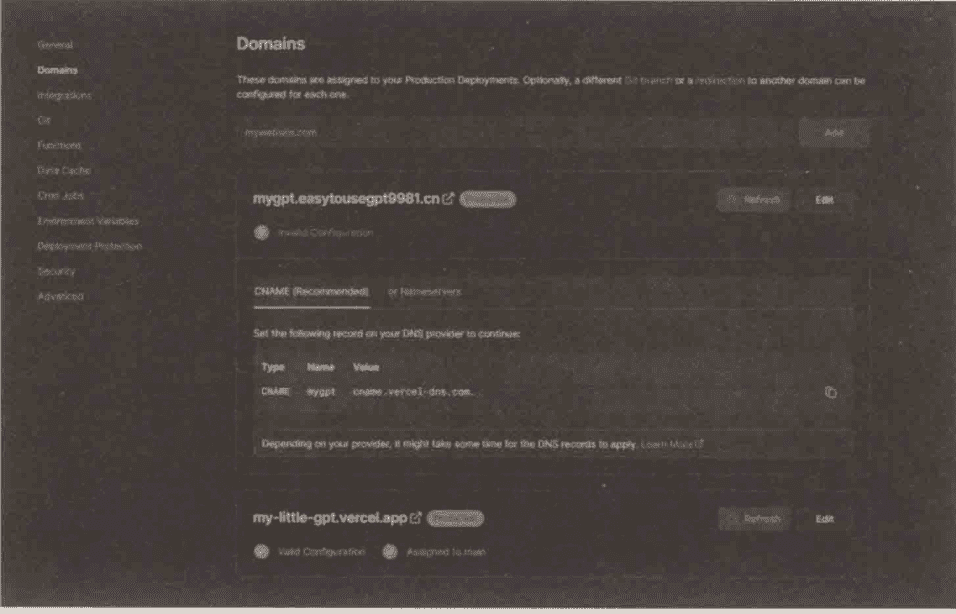 General
Domains
Integrations
Git
Functions
Data Cache
Cron Jobs
Environment Variables
Deployment Protection
Security
Advanced
Domains
These domains are assigned to your Production Deployments. Optionally, a different Git branch or a redirection to another domain can be
configured for each one.
mywebsite.com
Add
mygpt.easytousegpt9981.cn
Refresh
Edit
Invalid Configuration
CNAME (Recommended)
or Nameservers
Set the following record on your DNS provider to continue:
Type Name Value
CNAME mygpt cname.vercel-dns.com.
Depending on your provider, it might take some time for the DNS records to apply. Learn More
my-little-gpt.vercel.app
Refresh
Edit
Valid Configuration
Assigned to main